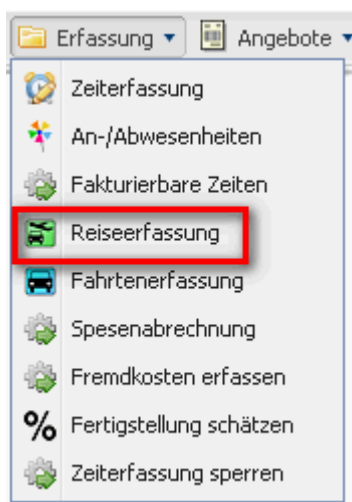 Erfassung Angebote
Zeiterfassung
An-/Abwesenheiten
Fakturierbare Zeiten
Reiseerfassung
Fahrtenerfassung
Spesenabrechnung
Fremdkosten erfassen
% Fertigstellung schätzen
Zeiterfassung sperren